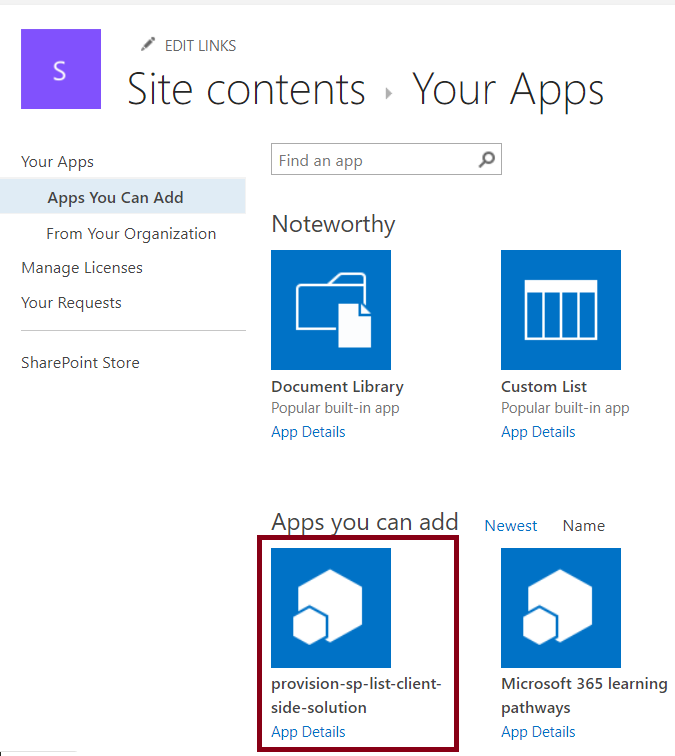 S
EDIT LINKS
Site contents ▸ Your Apps
Your Apps
Apps You Can Add
From Your Organization
Manage Licenses
Your Requests
SharePoint Store
Find an app
Noteworthy
Document Library
Popular built-in app
App Details
Custom List
Popular built-in app
App Details
Apps you can add
Newest
Name
provision-sp-list-client-
side-solution
App Details
Microsoft 365 learning
pathways
App Details